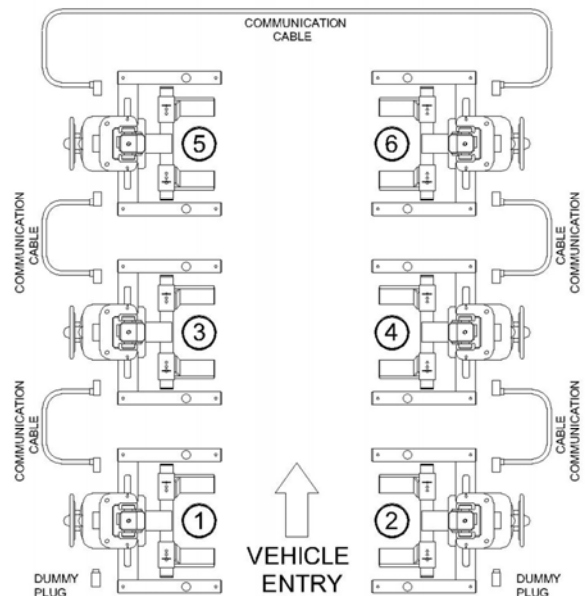 COMMUNICATION
CABLE
5
6
COMMUNICATION
CABLE
CABLE
COMMUNICATION
3
4
COMMUNICATION
CABLE
CABLE
COMMUNICATION
1
2
VEHICLE
ENTRY
DUMMY
PLUG
DUMMY
PLUG